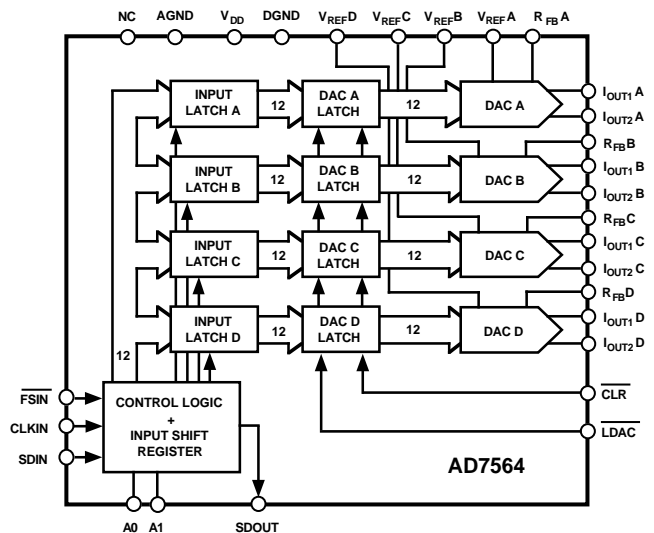 NC AGND VDD DGND VREFD VREFC VREFB VREFA RFBA
INPUT LATCH A
12
DAC A LATCH
12
DAC A
IOUT1A
IOUT2A
RFBB
INPUT LATCH B
12
DAC B LATCH
12
DAC B
IOUT1B
IOUT2B
RFBC
INPUT LATCH C
12
DAC C LATCH
12
DAC C
IOUT1C
IOUT2C
RFBD
INPUT LATCH D
12
DAC D LATCH
12
DAC D
IOUT1D
IOUT2D
12
FSIN
CLKIN
SDIN
CONTROL LOGIC
+
INPUT SHIFT
REGISTER
CLR
LDAC
AD7564
A0 A1 SDOUT